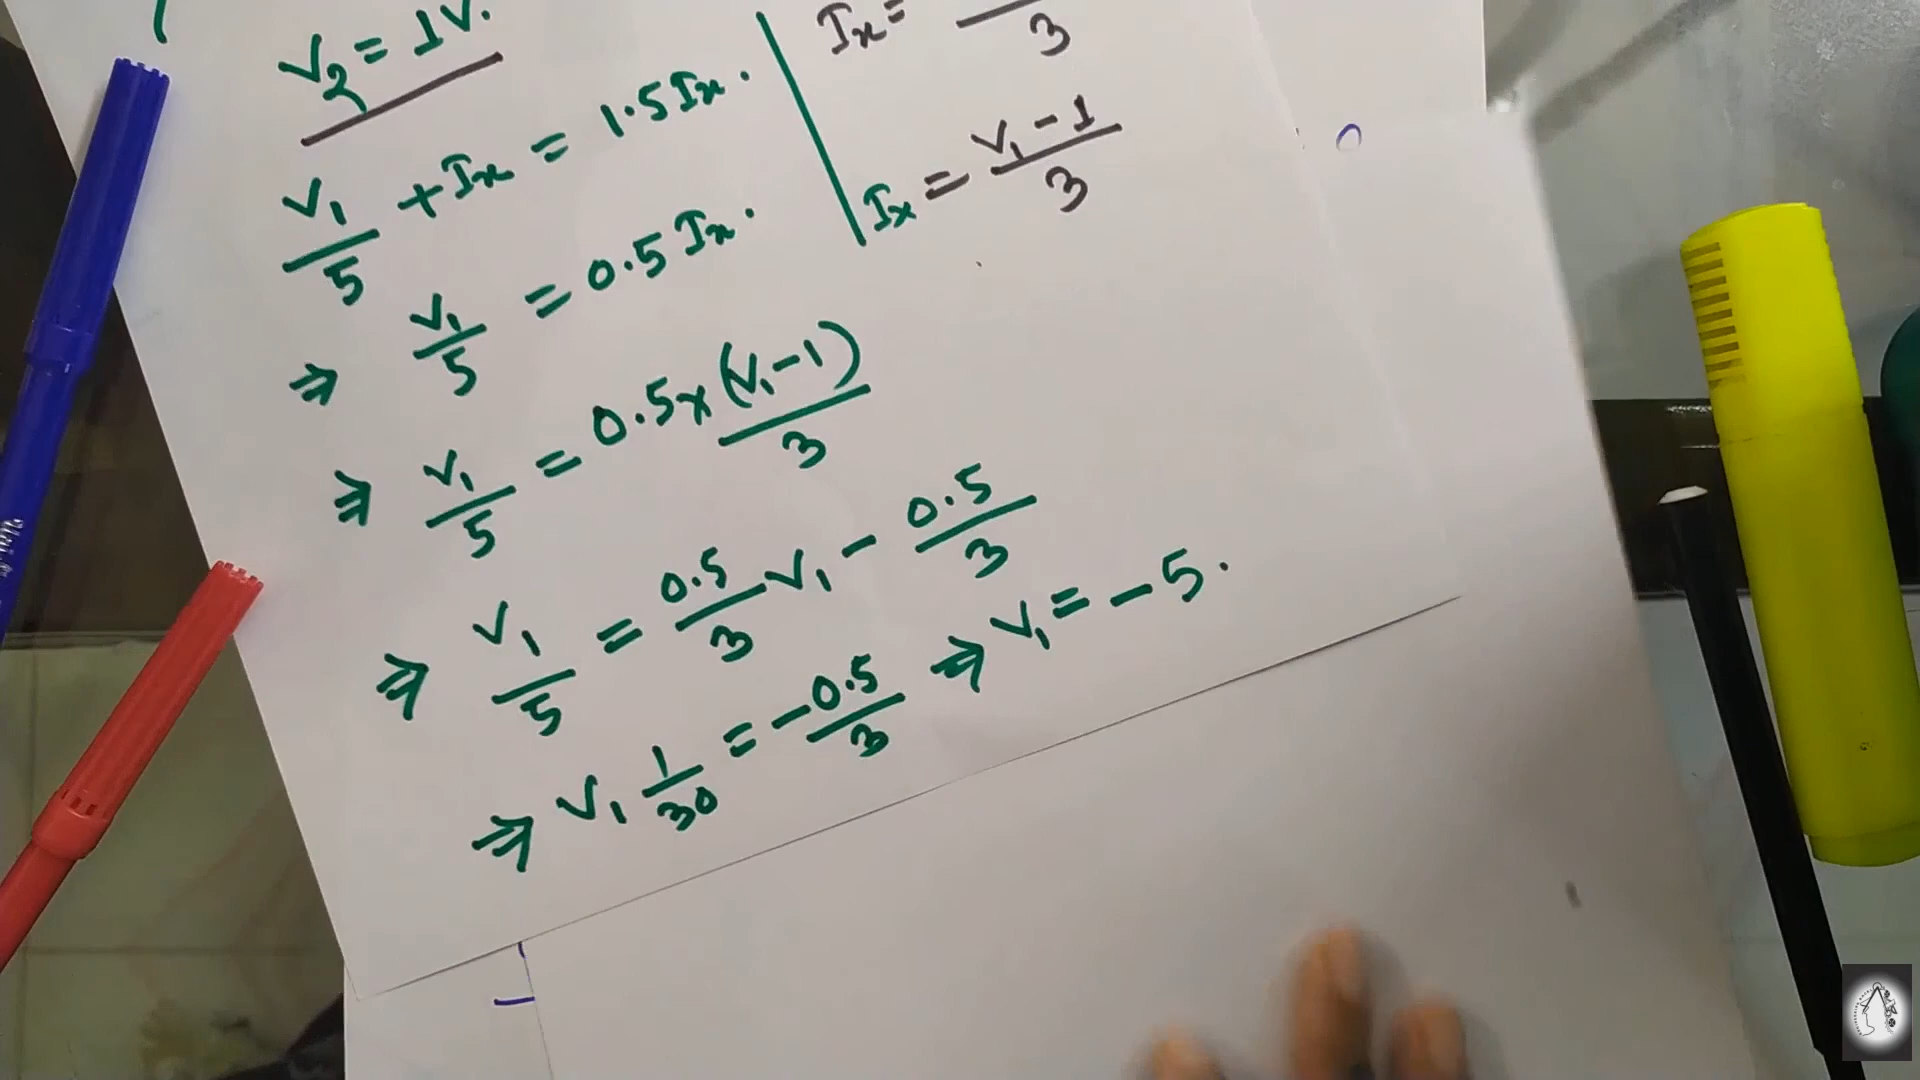 V₂ = 1V.
V₁/5 + Ix = 1.5Ix.
⇒ V₁/5 = 0.5Ix.
⇒ V₁/5 = 0.5x(V₁-1)/3
⇒ V₁/5 = 0.5/3 V₁ - 0.5/3
⇒ V₁ 1/30 = -0.5/3 ⇒ V₁ = -5.
Ix = /3
Ix = V₁-1/3